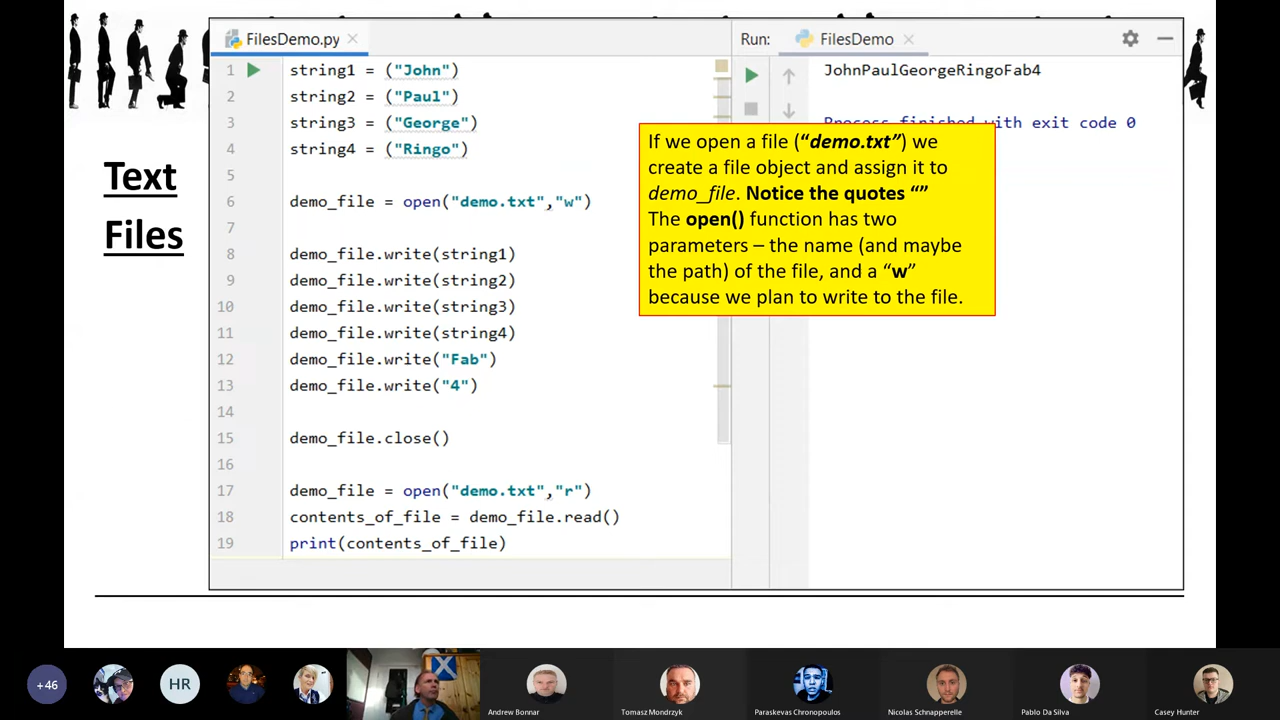 Text
Files
FilesDemo.py
1 string1 = ("John")
2 string2 = ("Paul")
3 string3 = ("George")
4 string4 = ("Ringo")
5
6 demo_file = open("demo.txt","w")
7
8 demo_file.write(string1)
9 demo_file.write(string2)
10 demo_file.write(string3)
11 demo_file.write(string4)
12 demo_file.write("Fab")
13 demo_file.write("4")
14
15 demo_file.close()
16
17 demo_file = open("demo.txt","r")
18 contents_of_file = demo_file.read()
19 print(contents_of_file)
Run: FilesDemo
JohnPaulGeorgeRingoFab4
Process finished with exit code 0
If we open a file (“demo.txt”) we
create a file object and assign it to
demo_file. Notice the quotes “”
The open() function has two
parameters – the name (and maybe
the path) of the file, and a “w”
because we plan to write to the file.
+46
HR
Andrew Bonnar
Tomasz Mondrzyk
Paraskevas Chronopoulos
Nicolas Schnapperelle
Pablo Da Silva
Casey Hunter